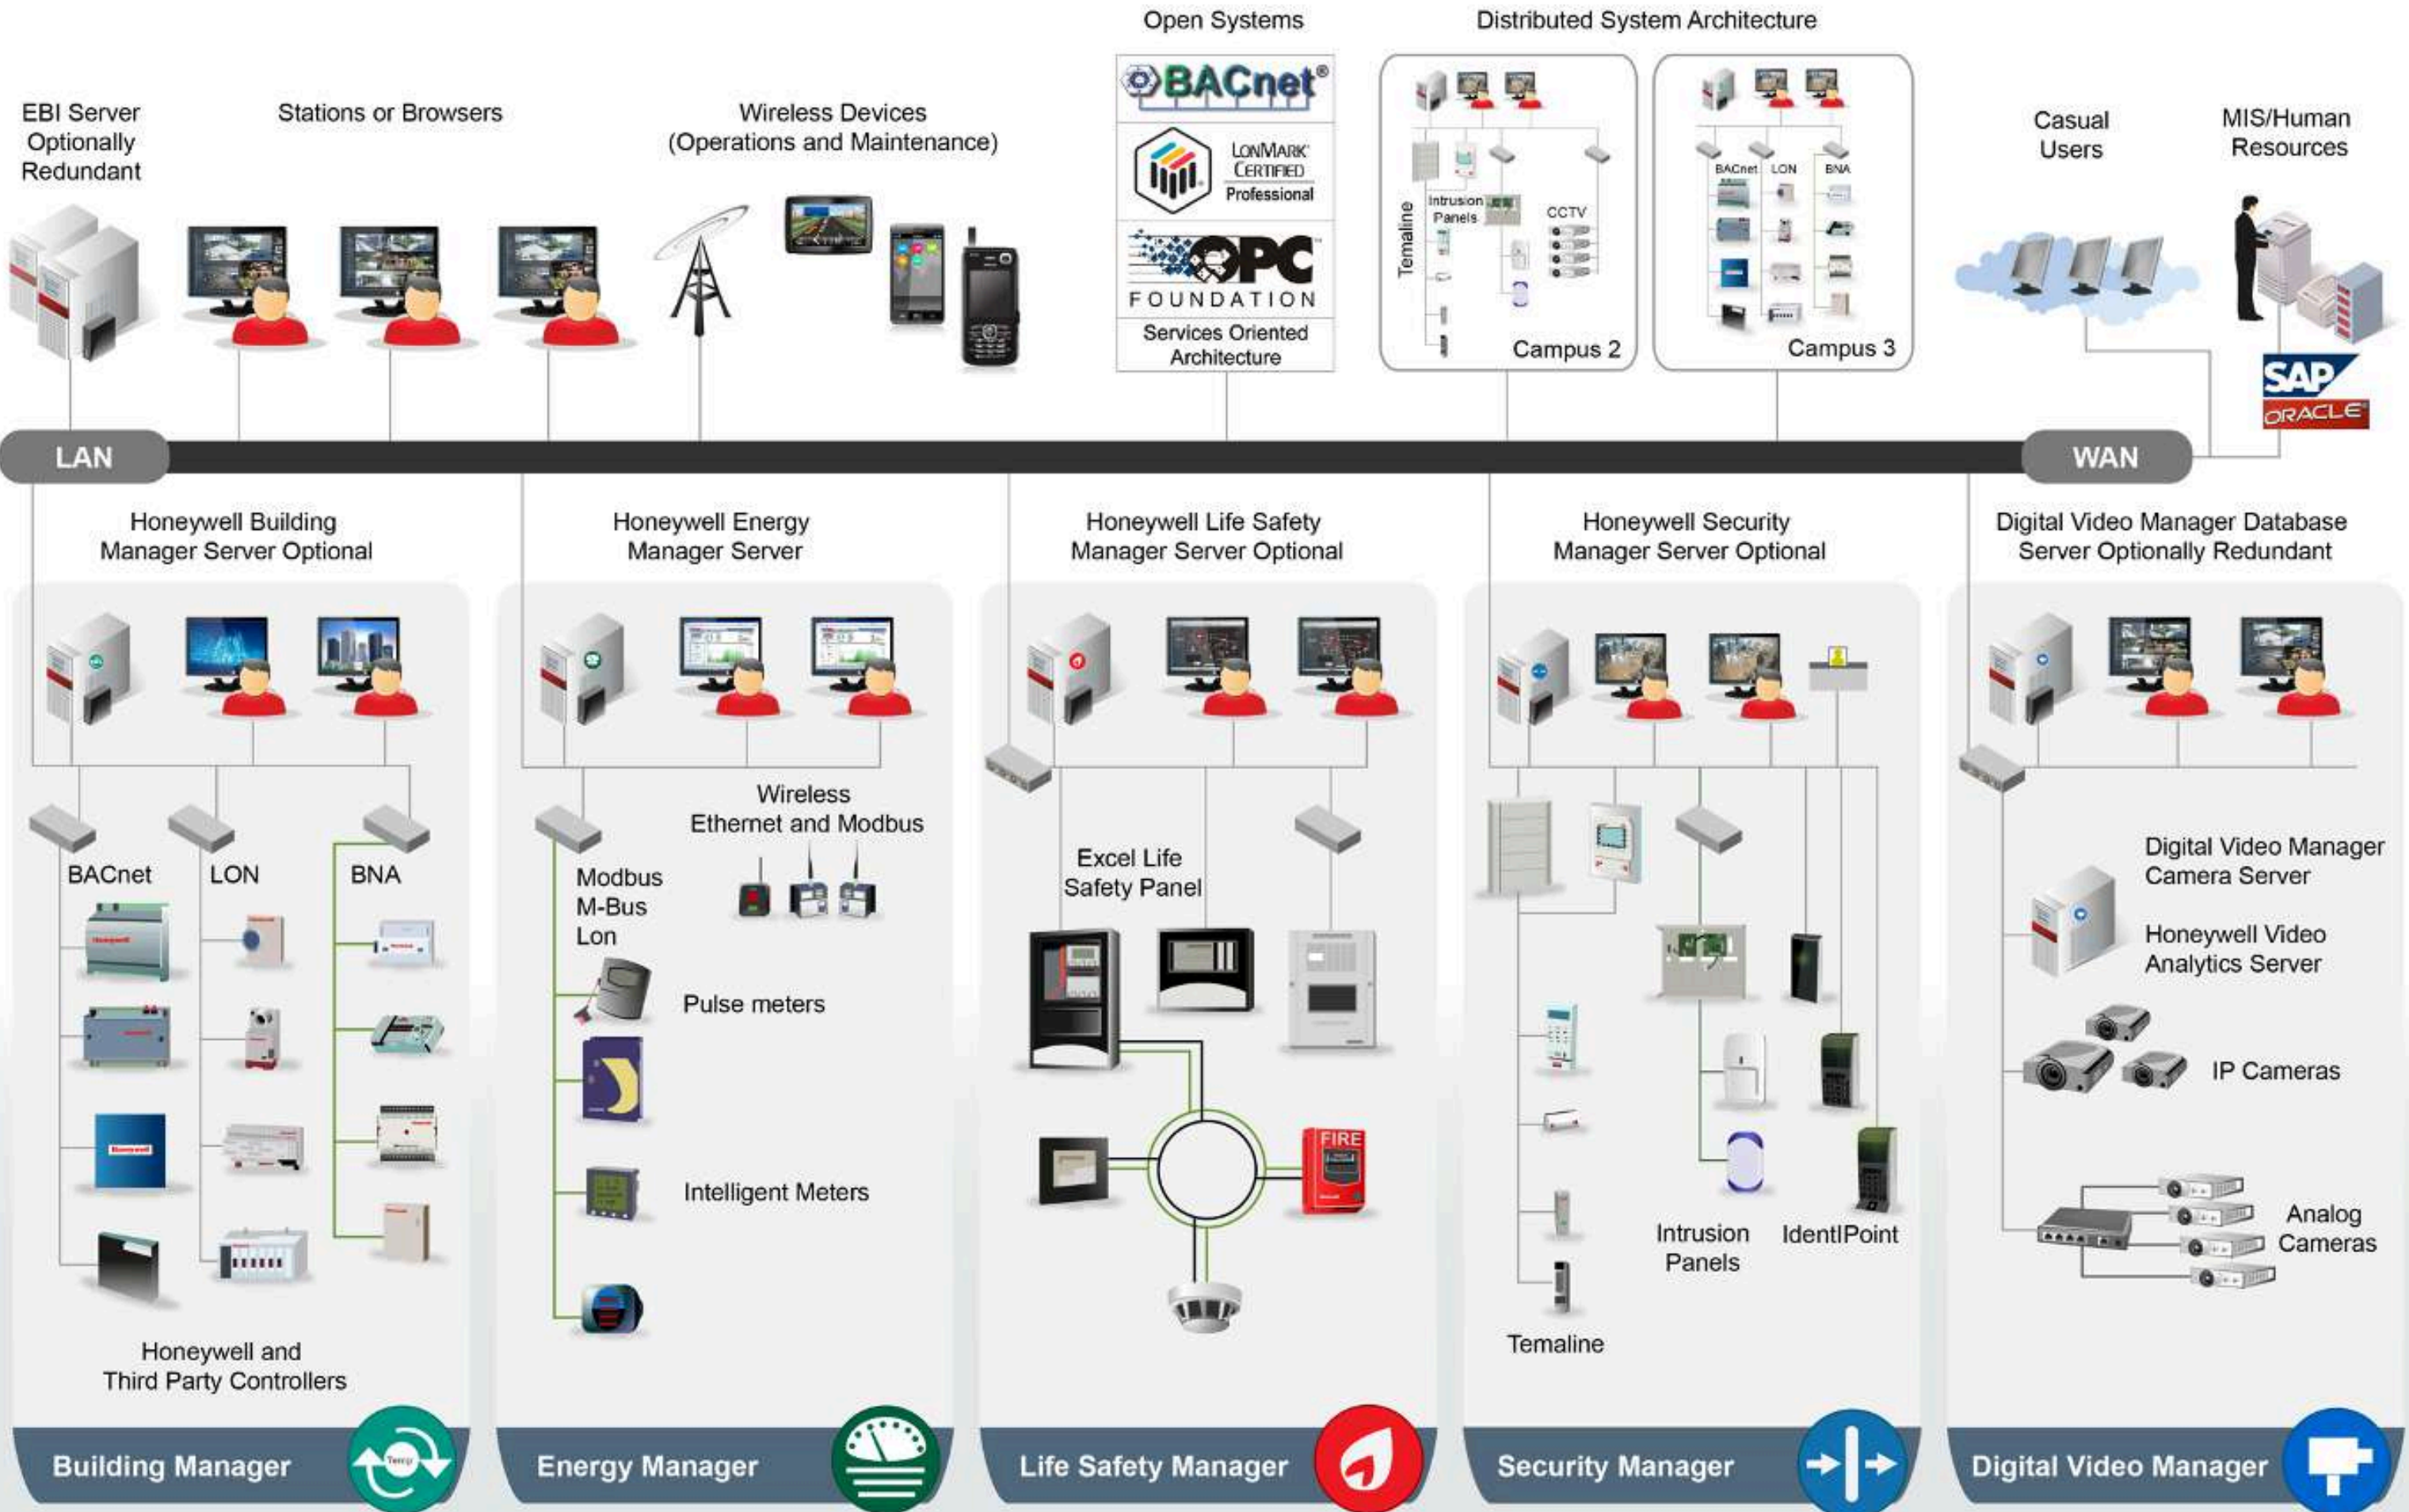 Open Systems
Distributed System Architecture
EBI Server
Optionally
Redundant
Stations or Browsers
Wireless Devices
(Operations and Maintenance)
BACnet®
LONMARK
CERTIFIED
Professional
OPC
FOUNDATION
Services Oriented
Architecture
Temaline
Intrusion
Panels
CCTV
Campus 2
BACnet
LON
BNA
Campus 3
Casual
Users
MIS/Human
Resources
SAP
ORACLE
LAN
WAN
Honeywell Building
Manager Server Optional
Honeywell Energy
Manager Server
Honeywell Life Safety
Manager Server Optional
Honeywell Security
Manager Server Optional
Digital Video Manager Database
Server Optionally Redundant
BACnet
LON
BNA
Honeywell
Honeywell
Honeywell and
Third Party Controllers
Wireless
Ethernet and Modbus
Modbus
M-Bus
Lon
Pulse meters
Intelligent Meters
Excel Life
Safety Panel
FIRE
Intrusion
Panels
IdentIPoint
Temaline
Digital Video Manager
Camera Server
Honeywell Video
Analytics Server
IP Cameras
Analog
Cameras
Building Manager
Temp
Energy Manager
Life Safety Manager
Security Manager
Digital Video Manager